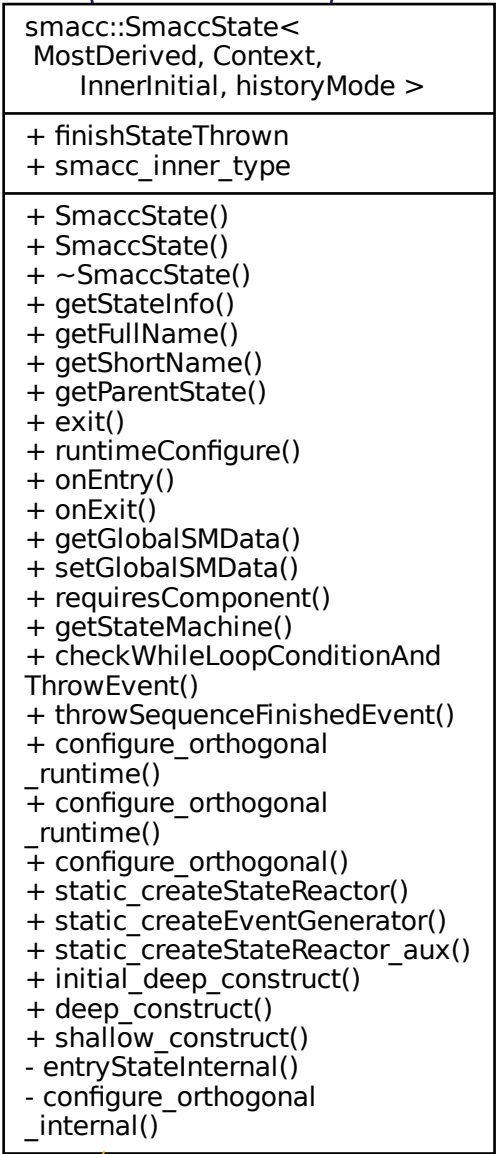 smacc::SmaccState<
MostDerived, Context,
InnerInitial, historyMode >
+ finishStateThrown
+ smacc_inner_type
+ SmaccState()
+ SmaccState()
+ ~SmaccState()
+ getStateInfo()
+ getFullName()
+ getShortName()
+ getParentState()
+ exit()
+ runtimeConfigure()
+ onEntry()
+ onExit()
+ getGlobalSMData()
+ setGlobalSMData()
+ requiresComponent()
+ getStateMachine()
+ checkWhileLoopConditionAnd
ThrowEvent()
+ throwSequenceFinishedEvent()
+ configure_orthogonal
_runtime()
+ configure_orthogonal
_runtime()
+ configure_orthogonal()
+ static_createStateReactor()
+ static_createEventGenerator()
+ static_createStateReactor_aux()
+ initial_deep_construct()
+ deep_construct()
+ shallow_construct()
- entryStateInternal()
- configure_orthogonal
_internal()